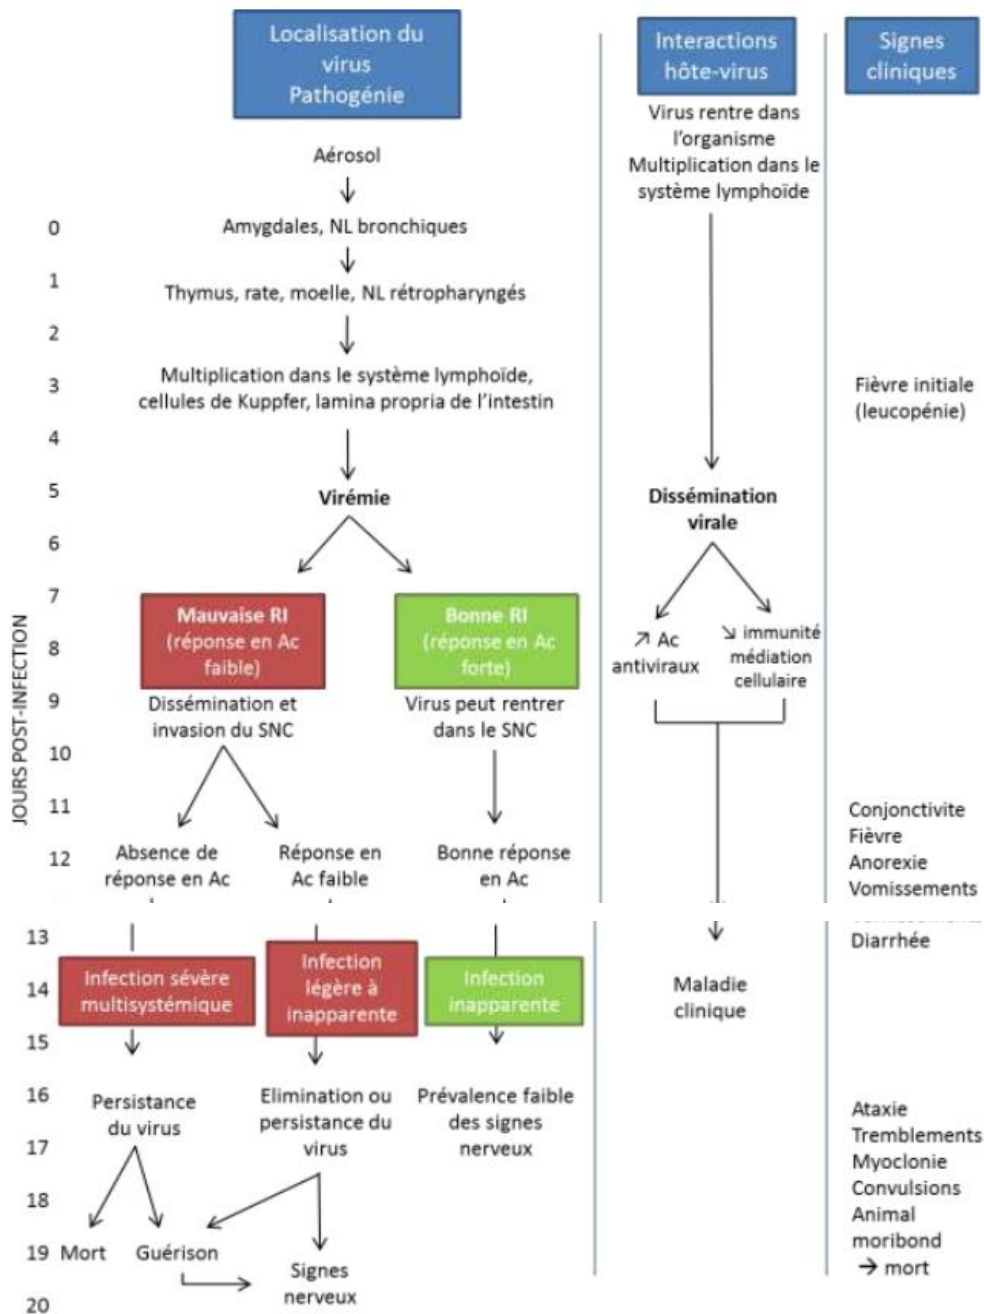 Localisation du
virus
Pathogénie
Interactions
hôte-virus
Signes
cliniques
Virus rentre dans
l'organisme
Multiplication dans le
système lymphoïde
Aérosol
0
Amygdales, NL bronchiques
1
Thymus, rate, moelle, NL rétropharyngés
2
3
Multiplication dans le système lymphoïde,
cellules de Kuppfer, lamina propria de l'intestin
Fièvre initiale
(leucopénie)
4
5
Virémie
Dissémination
virale
6
7
Mauvaise RI
(réponse en Ac
faible)
Bonne RI
(réponse en Ac
forte)
8
↗ Ac
antiviraux
↘ immunité
médiation
cellulaire
9
Dissémination et
invasion du SNC
Virus peut rentrer
dans le SNC
10
JOURS POST-INFECTION
11
12
Absence de
réponse en Ac
Réponse en
Ac faible
Bonne réponse
en Ac
Conjonctivite
Fièvre
Anorexie
Vomissements
Diarrhée
13
14
Infection sévère
multisystémique
Infection
légère à
inapparente
Infection
inapparente
Maladie
clinique
15
16
Persistance
du virus
Elimination ou
persistance du
virus
Prévalence faible
des signes
nerveux
17
Ataxie
Tremblements
Myoclonie
Convulsions
Animal
moribond
→ mort
18
19
Mort
Guérison
Signes
nerveux
20